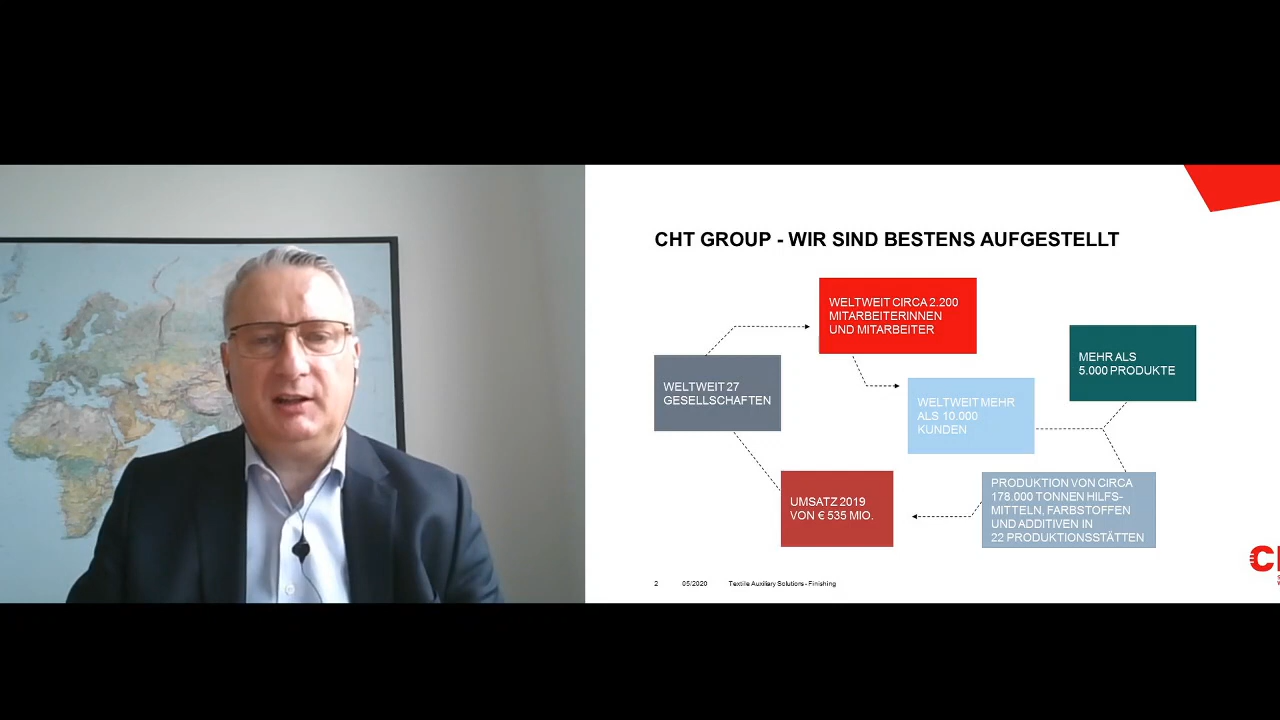 CHT GROUP - WIR SIND BESTENS AUFGESTELLT
WELTWEIT CIRCA 2.200
MITARBEITERINNEN
UND MITARBEITER
MEHR ALS
5.000 PRODUKTE
WELTWEIT 27
GESELLSCHAFTEN
WELTWEIT MEHR
ALS 10.000
KUNDEN
UMSATZ 2019
VON € 535 MIO.
PRODUKTION VON CIRCA
178.000 TONNEN HILFS-
MITTELN, FARBSTOFFEN
UND ADDITIVEN IN
22 PRODUKTIONSSTÄTTEN
2 05/2020 Textile Auxiliary Solutions - Finishing